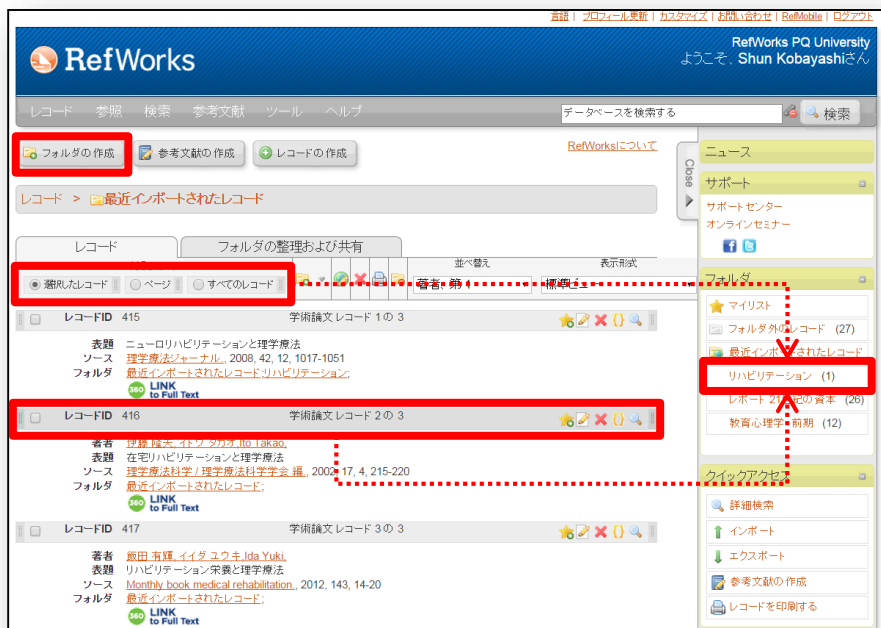 言語 | プロフィール更新 | カスタマイズ | お問い合わせ | RefMobile | ログアウト
RefWorks
RefWorks PQ University
ようこそ、Shun Kobayashiさん
レコード 参照 検索 参考文献 ツール ヘルプ
データベースを検索する 検索
フォルダの作成 参考文献の作成 レコードの作成
RefWorksについて
Close
レコード > 最近インポートされたレコード
レコード フォルダの整理および共有
並べ替え 表示形式
選択したレコード ページ すべてのレコード
著者、第1 標準ビュー
レコードID 415 学術論文 レコード 1 の 3
表題 ニューロリハビリテーションと理学療法
ソース 理学療法ジャーナル., 2008, 42, 12, 1017-1051
フォルダ 最近インポートされたレコード;リハビリテーション;
360 LINK
to Full Text
レコードID 416 学術論文 レコード 2 の 3
著者 伊藤 隆夫, イトウ タカオ,Ito Takao,
表題 在宅リハビリテーションと理学療法
ソース 理学療法科学 / 理学療法科学学会 編., 2002, 17, 4, 215-220
フォルダ 最近インポートされたレコード;
360 LINK
to Full Text
レコードID 417 学術論文 レコード 3 の 3
著者 飯田 有輝, イイダ ユウキ,Ida Yuki,
表題 リハビリテーション栄養と理学療法
ソース Monthly book medical rehabilitation., 2012, 143, 14-20
フォルダ 最近インポートされたレコード;
360 LINK
to Full Text
ニュース
サポート
サポートセンター
オンラインセミナー
フォルダ
マイリスト
フォルダ外のレコード (27)
最近インポートされたレコード
リハビリテーション (1)
レポート 21世紀の資本 (26)
教育心理学 前期 (12)
クイックアクセス
詳細検索
インポート
エクスポート
参考文献の作成
レコードを印刷する